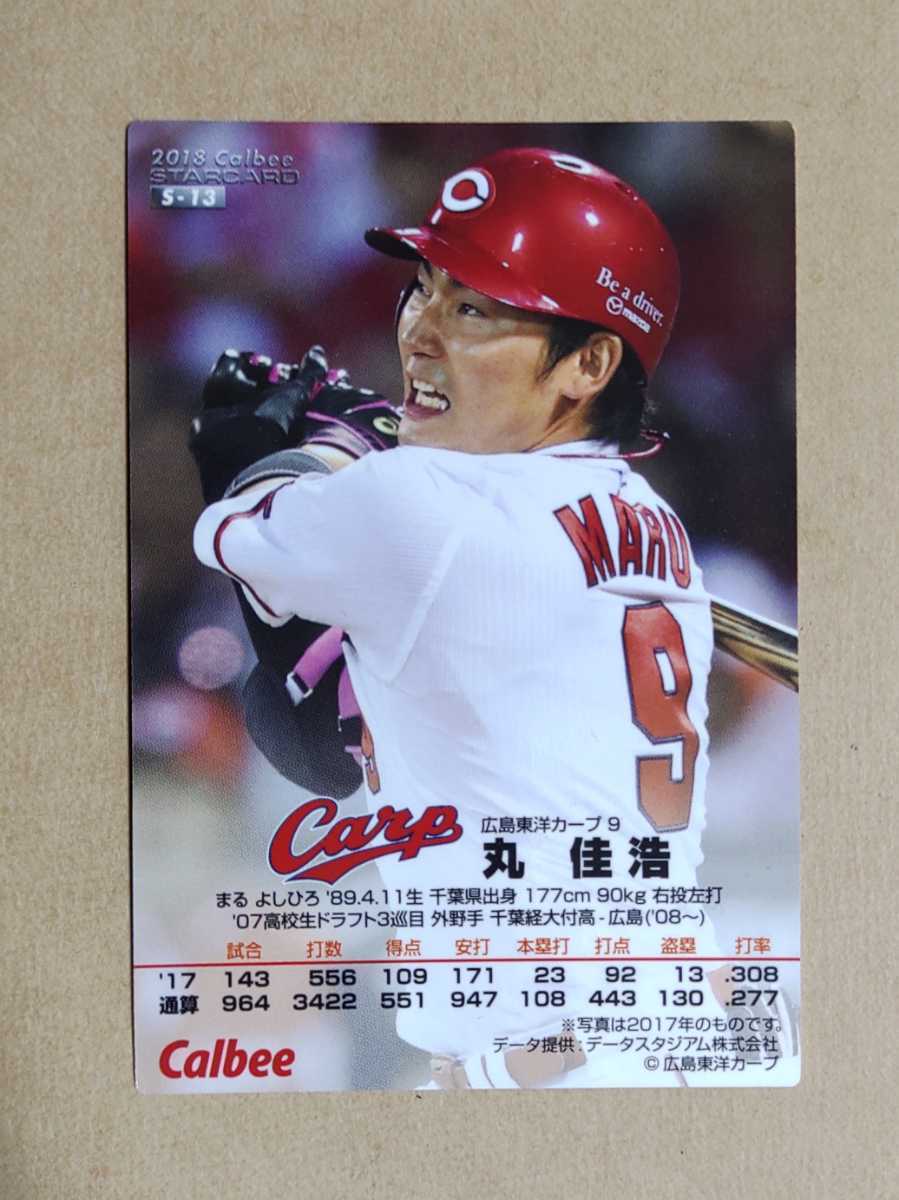 2018 Calbee
STARCARD
S-13
C
Be a driver.
mazda
MARU
9
Carp
広島東洋カープ 9
丸 佳浩
まる よしひろ '89.4.11生 千葉県出身 177cm 90kg 右投左打
'07高校生ドラフト3巡目 外野手 千葉経大付高-広島('08～)
試合 打数 得点 安打 本塁打 打点 盗塁 打率
'17 143 556 109 171 23 92 13 .308
通算 964 3422 551 947 108 443 130 .277
※写真は2017年のものです。
データ提供:データスタジアム株式会社
Calbee
© 広島東洋カープ